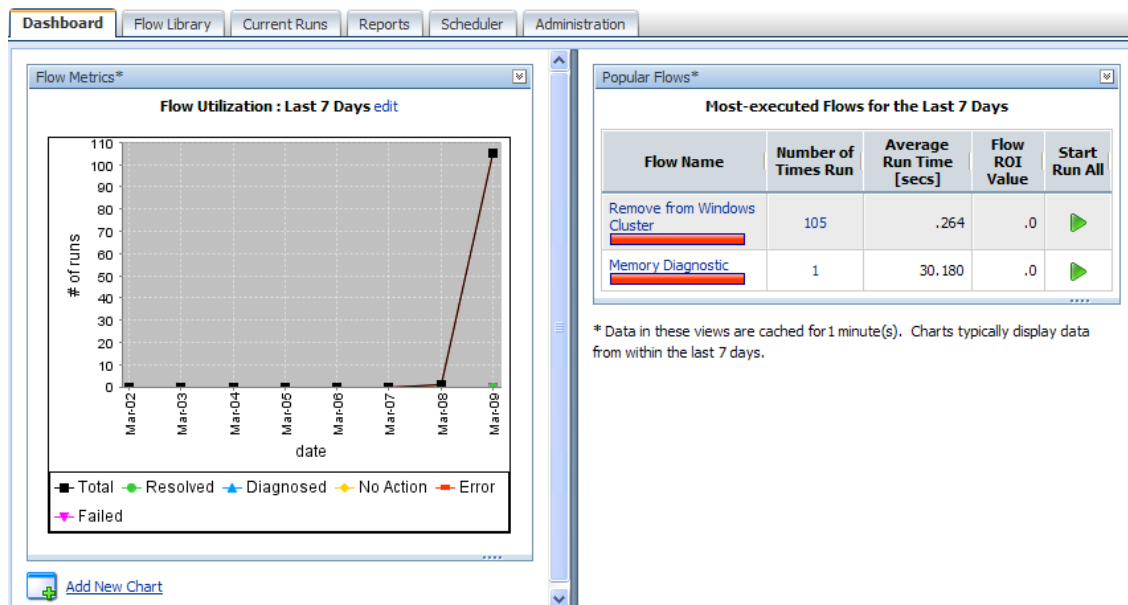 Dashboard Flow Library Current Runs Reports Scheduler Administration
Flow Metrics*
Flow Utilization : Last 7 Days edit
110
100
90
80
70
60
50
40
30
20
10
0
# of runs
Mar-02 Mar-03 Mar-04 Mar-05 Mar-06 Mar-07 Mar-08 Mar-09
date
Total Resolved Diagnosed No Action Error
Failed
Add New Chart
Popular Flows*
Most-executed Flows for the Last 7 Days
Flow Name Number of Times Run Average Run Time [secs] Flow ROI Value Start Run All
Remove from Windows
Cluster 105 .264 .0
Memory Diagnostic 1 30.180 .0
* Data in these views are cached for 1 minute(s). Charts typically display data
from within the last 7 days.